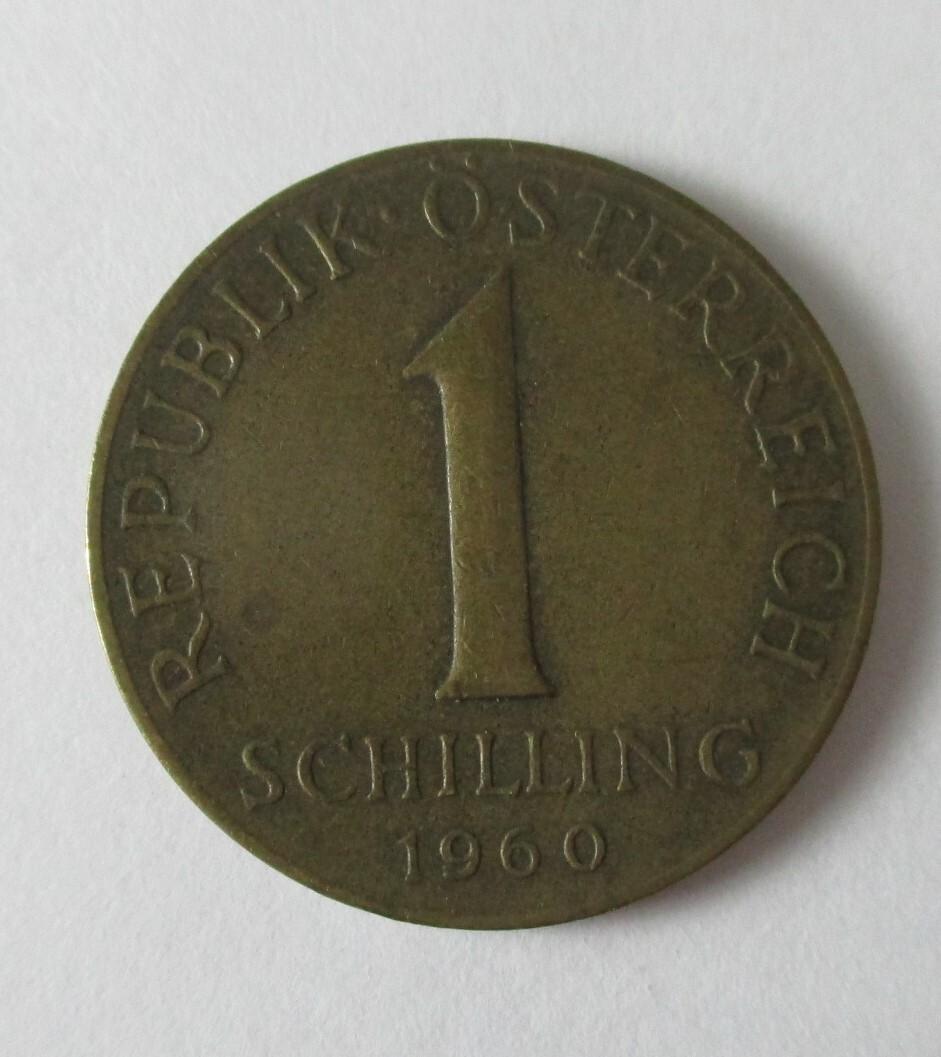 REPUBLIK · ÖSTERREICH
1
SCHILLING
1960